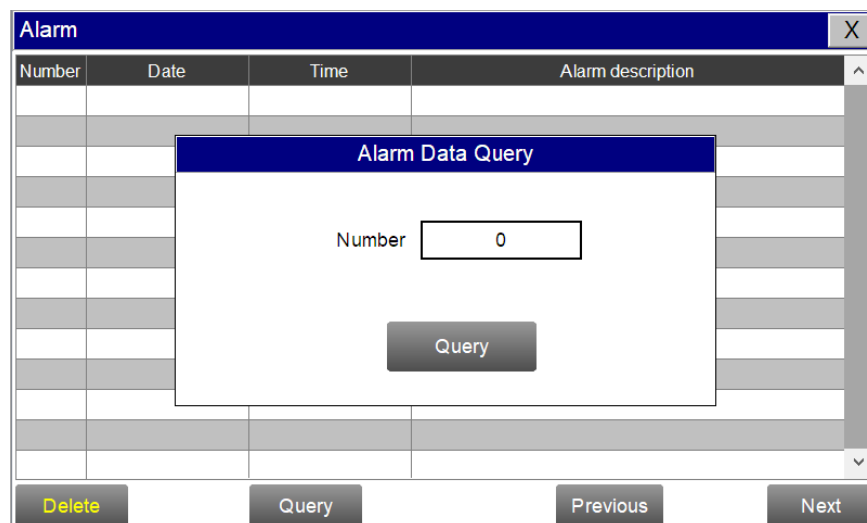 Alarm X
Number Date Time Alarm description
Alarm Data Query
Number 0
Query
Delete Query Previous Next